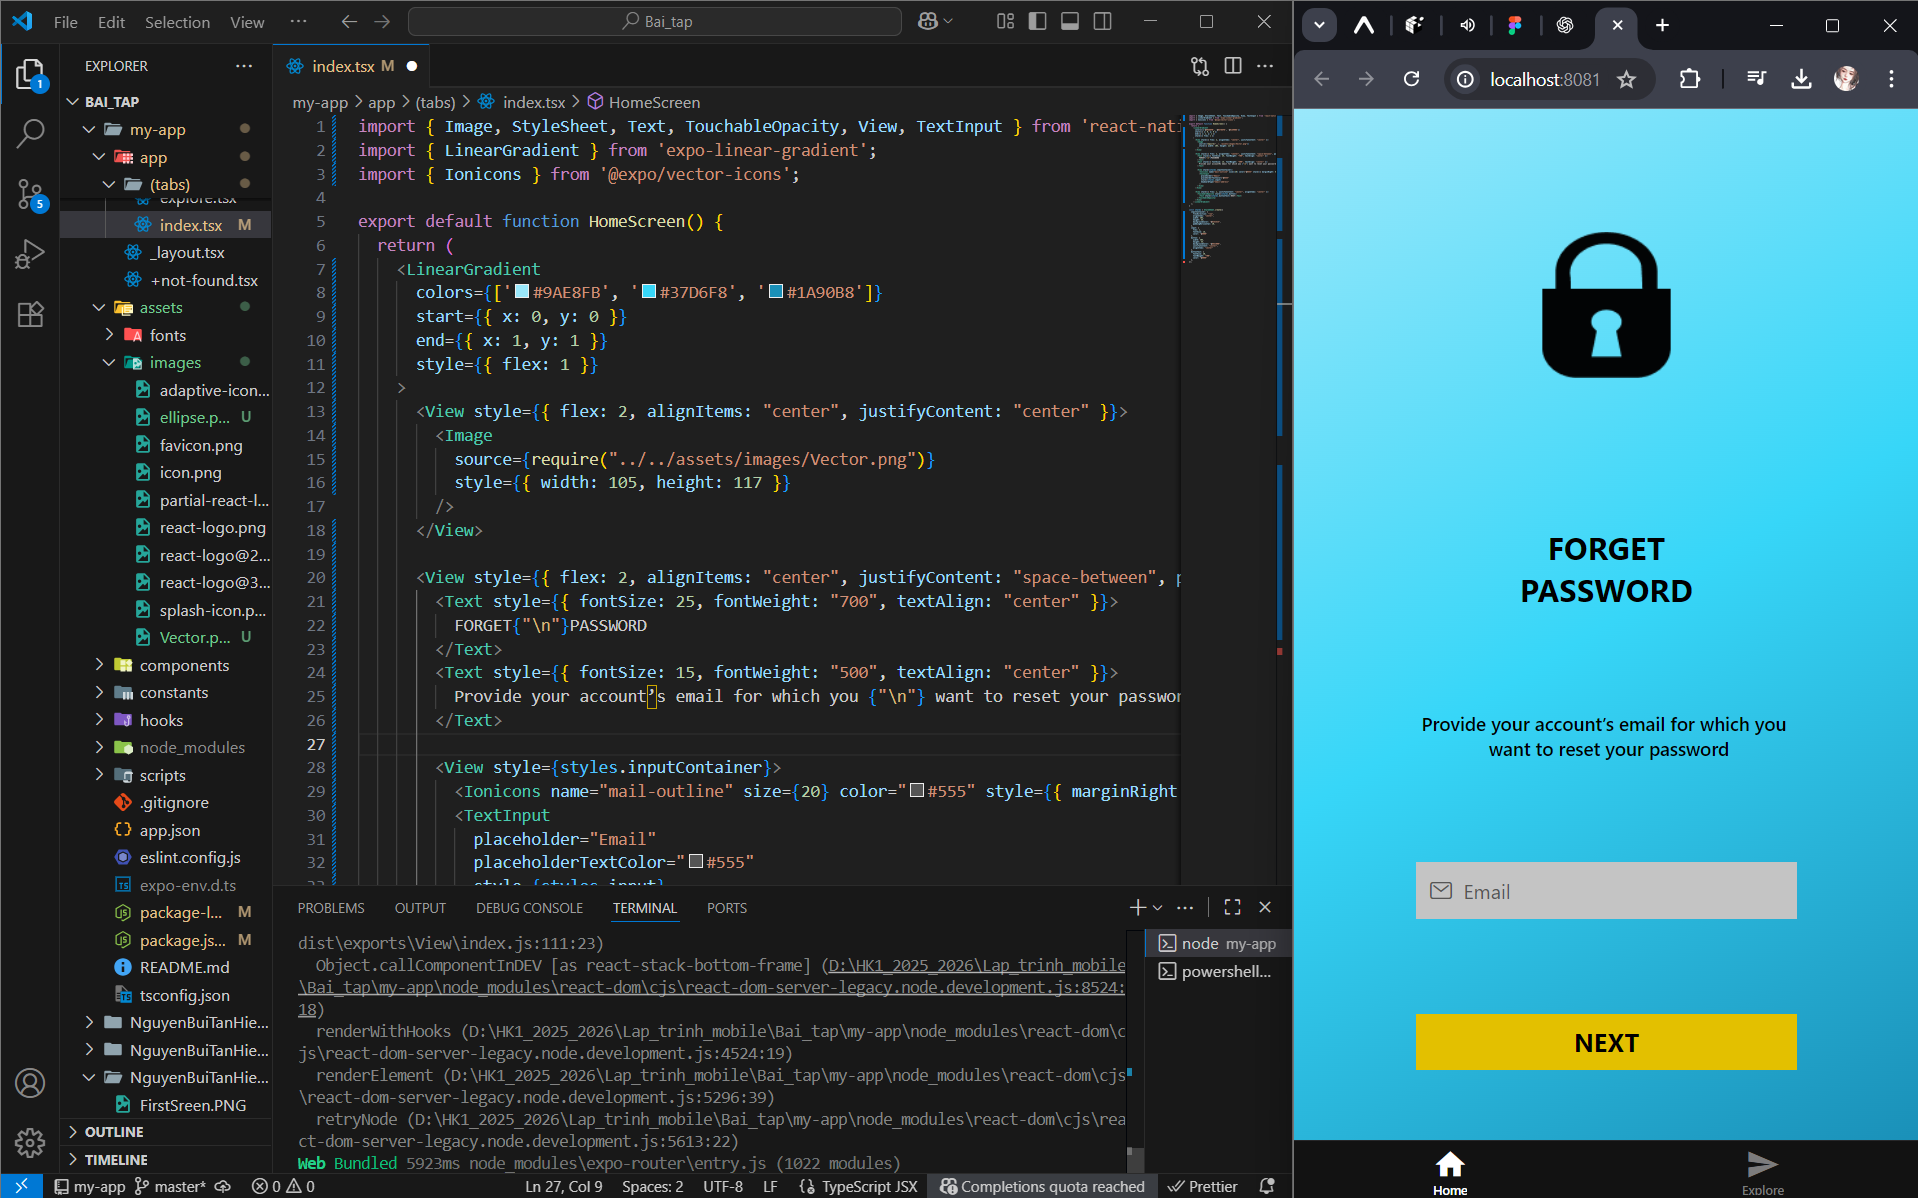 File Edit Selection View ··· Bai_tap
EXPLORER
BAI_TAP
my-app
app
(tabs)
explore.tsx
index.tsx M
_layout.tsx
+not-found.tsx
assets
fonts
images
adaptive-icon...
ellipse.p... U
favicon.png
icon.png
partial-react-l...
react-logo.png
react-logo@2...
react-logo@3...
splash-icon.p...
Vector.p... U
components
constants
hooks
node_modules
scripts
.gitignore
app.json
eslint.config.js
expo-env.d.ts
package-l... M
package.js... M
README.md
tsconfig.json
NguyenBuiTanHie...
NguyenBuiTanHie...
NguyenBuiTanHie...
FirstSreen.PNG
OUTLINE
TIMELINE
index.tsx M
my-app > app > (tabs) > index.tsx > HomeScreen
1 import { Image, StyleSheet, Text, TouchableOpacity, View, TextInput } from 'react-nati
2 import { LinearGradient } from 'expo-linear-gradient';
3 import { Ionicons } from '@expo/vector-icons';
4
5 export default function HomeScreen() {
6 return (
7 <LinearGradient
8 colors={['#9AE8FB', '#37D6F8', '#1A90B8']}
9 start={{ x: 0, y: 0 }}
10 end={{ x: 1, y: 1 }}
11 style={{ flex: 1 }}
12 >
13 <View style={{ flex: 2, alignItems: "center", justifyContent: "center" }}>
14 <Image
15 source={require("../../assets/images/Vector.png")}
16 style={{ width: 105, height: 117 }}
17 />
18 </View>
19
20 <View style={{ flex: 2, alignItems: "center", justifyContent: "space-between", p
21 <Text style={{ fontSize: 25, fontWeight: "700", textAlign: "center" }}>
22 FORGET{"\n"}PASSWORD
23 </Text>
24 <Text style={{ fontSize: 15, fontWeight: "500", textAlign: "center" }}>
25 Provide your account’s email for which you {"\n"} want to reset your passwor
26 </Text>
27
28 <View style={styles.inputContainer}>
29 <Ionicons name="mail-outline" size={20} color="#555" style={{ marginRight
30 <TextInput
31 placeholder="Email"
32 placeholderTextColor="#555"
33 style={styles.input}
PROBLEMS OUTPUT DEBUG CONSOLE TERMINAL PORTS
dist\exports\View\index.js:111:23)
Object.callComponentInDEV [as react-stack-bottom-frame] (D:\HK1_2025_2026\Lap_trinh_mobile
\Bai_tap\my-app\node_modules\react-dom\cjs\react-dom-server-legacy.node.development.js:8524:
18)
renderWithHooks (D:\HK1_2025_2026\Lap_trinh_mobile\Bai_tap\my-app\node_modules\react-dom\c
js\react-dom-server-legacy.node.development.js:4524:19)
renderElement (D:\HK1_2025_2026\Lap_trinh_mobile\Bai_tap\my-app\node_modules\react-dom\cjs
\react-dom-server-legacy.node.development.js:5296:39)
retryNode (D:\HK1_2025_2026\Lap_trinh_mobile\Bai_tap\my-app\node_modules\react-dom\cjs\rea
ct-dom-server-legacy.node.development.js:5613:22)
Web Bundled 5923ms node_modules\expo-router\entry.js (1022 modules)
node my-app
powershell...
my-app master* 0 0 Ln 27, Col 9 Spaces: 2 UTF-8 LF TypeScript JSX Completions quota reached Prettier
1
5
localhost:8081
FORGET
PASSWORD
Provide your account’s email for which you
want to reset your password
Email
NEXT
Home Explore